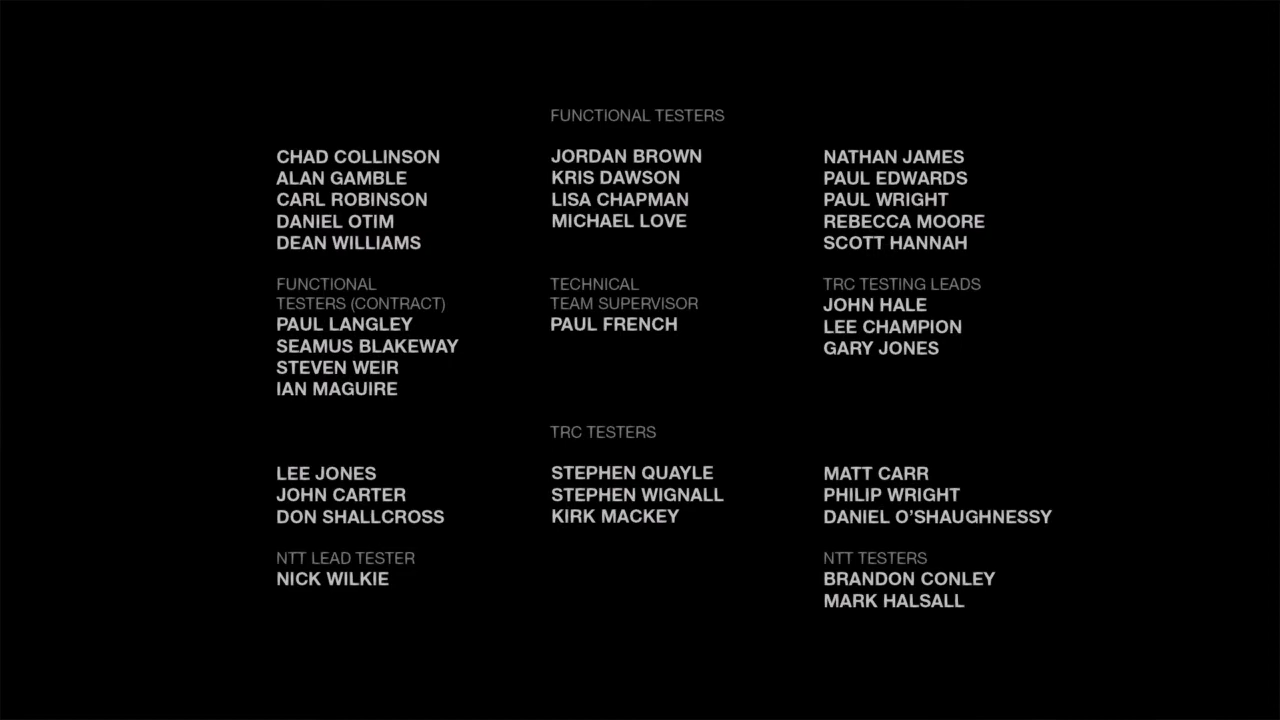 FUNCTIONAL TESTERS
CHAD COLLINSON
ALAN GAMBLE
CARL ROBINSON
DANIEL OTIM
DEAN WILLIAMS
JORDAN BROWN
KRIS DAWSON
LISA CHAPMAN
MICHAEL LOVE
NATHAN JAMES
PAUL EDWARDS
PAUL WRIGHT
REBECCA MOORE
SCOTT HANNAH
FUNCTIONAL
TESTERS (CONTRACT)
PAUL LANGLEY
SEAMUS BLAKEWAY
STEVEN WEIR
IAN MAGUIRE
TECHNICAL
TEAM SUPERVISOR
PAUL FRENCH
TRC TESTING LEADS
JOHN HALE
LEE CHAMPION
GARY JONES
TRC TESTERS
LEE JONES
JOHN CARTER
DON SHALLCROSS
STEPHEN QUAYLE
STEPHEN WIGNALL
KIRK MACKEY
MATT CARR
PHILIP WRIGHT
DANIEL O’SHAUGHNESSY
NTT LEAD TESTER
NICK WILKIE
NTT TESTERS
BRANDON CONLEY
MARK HALSALL